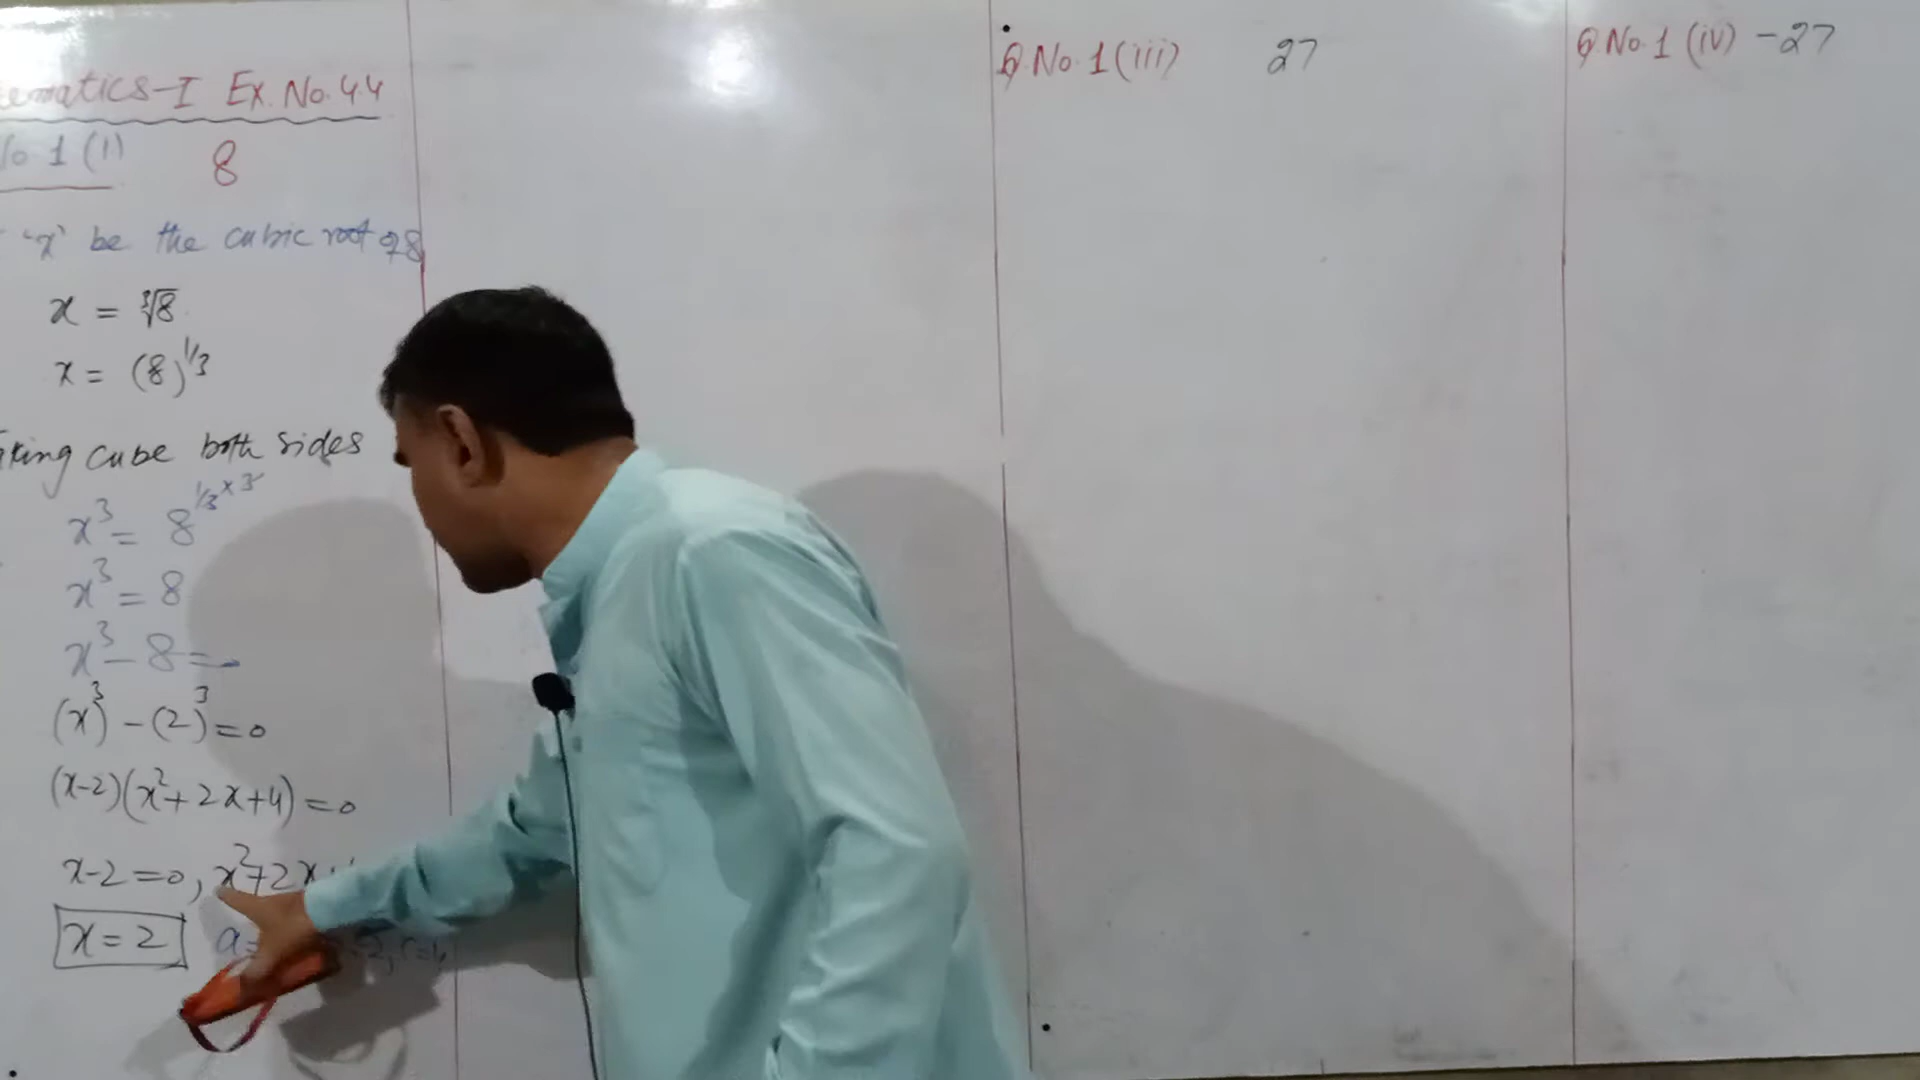 ematics-I Ex. No. 4.4
No 1 (i) 8
'x' be the cubic root of 8
x = ∛8
x = (8)^1/3
king cube both sides
x³ = 8^1/3×3
x³ = 8
x³ - 8 = 0
(x)³ - (2)³ = 0
(x-2)(x²+2x+4) = 0
x-2=0, x²+2x
x = 2 a=
Q No. 1 (iii) 27
Q No. 1 (iv) -27